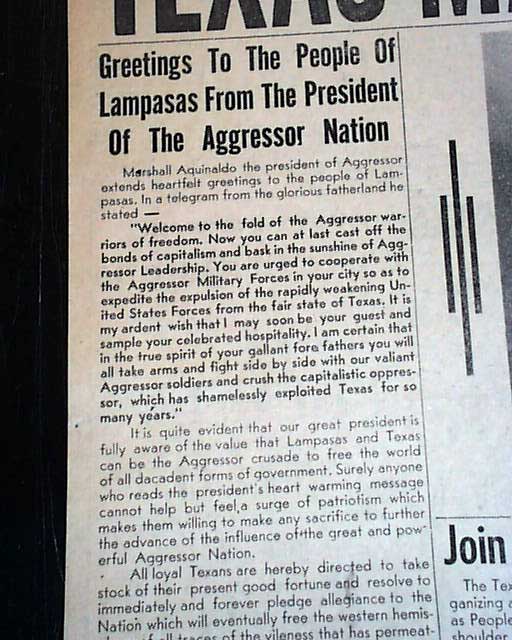 TEXAS M
Greetings To The People Of
Lampasas From The President
Of The Aggressor Nation
Marshall Aquinaldo the president of Aggressor
extends heartfelt greetings to the people of Lam-
pasas. In a telegram from the glorious fatherland he
stated —
"Welcome to the fold of the Aggressor war-
riors of freedom. Now you can at last cast off the
bonds of capitalism and bask in the sunshine of Agg-
ressor Leadership. You are urged to cooperate with
the Aggressor Military Forces in your city so as to
expedite the expulsion of the rapidly weakening Un-
ited States Forces from the fair state of Texas. It is
my ardent wish that I may soon be your guest and
sample your celebrated hospitality. I am certain that
in the true spirit of your gallant fore fathers you will
all take arms and fight side by side with our valiant
Aggressor soldiers and crush the capitalistic oppres-
sor, which has shamelessly exploited Texas for so
many years."
It is quite evident that our great president is
fully aware of the value that Lampasas and Texas
can be the Aggressor crusade to free the world
of all dacadent forms of government. Surely anyone
who reads the president's heart warming message
cannot help but feel a surge of patriotism which
makes them willing to make any sacrifice to further
the advance of the influence of the great and pow-
erful Aggressor Nation.
All loyal Texans are hereby directed to take
stock of their present good fortune and resolve to
immediately and forever pledge allegiance to the
Nation which will eventually free the western hemis-
of all traces of the vileness that has permeat
Join
The Tex
ganizing a
as People
shoulder